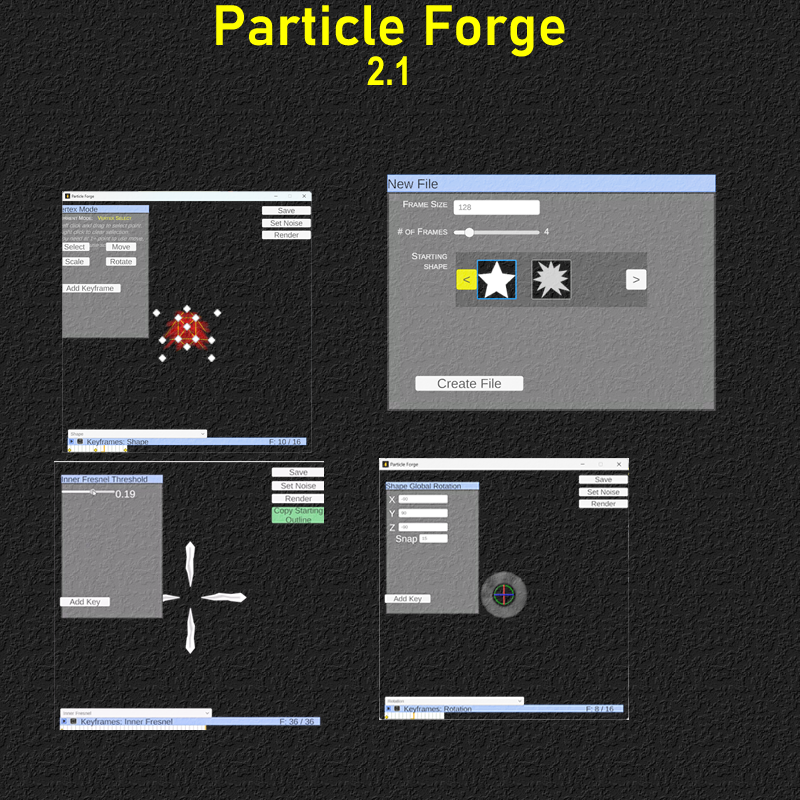 Particle Forge
2.1
Particle Forge
ertex Mode
Vertex Select
Save
Set Noise
Render
Select
Move
Scale
Rotate
Add Keyframe
Shape
Keyframes: Shape
F: 10 / 16
New File
Frame Size
128
# of Frames
4
Starting
shape
<
>
Create File
Inner Fresnel Threshold
0.19
Save
Set Noise
Render
Copy Starting
Outline
Add Key
Inner Fresnel
Keyframes: Inner Fresnel
F: 36 / 36
Particle Forge
Shape Global Rotation
Save
Set Noise
Render
X
Y
Z
Snap
Add Key
Rotation
Keyframes: Rotation
F: 8 / 16